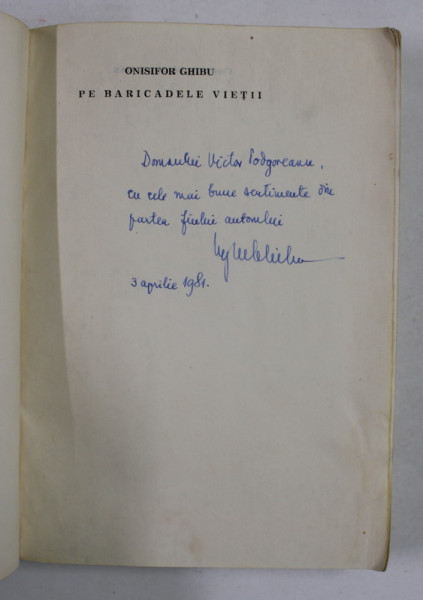 ONISIFOR GHIBU
PE BARICADELE VIEȚII
Domnului Victor Podgoreanu,
cu cele mai bune sentimente din
partea fiului autorului
3 aprilie 1981.